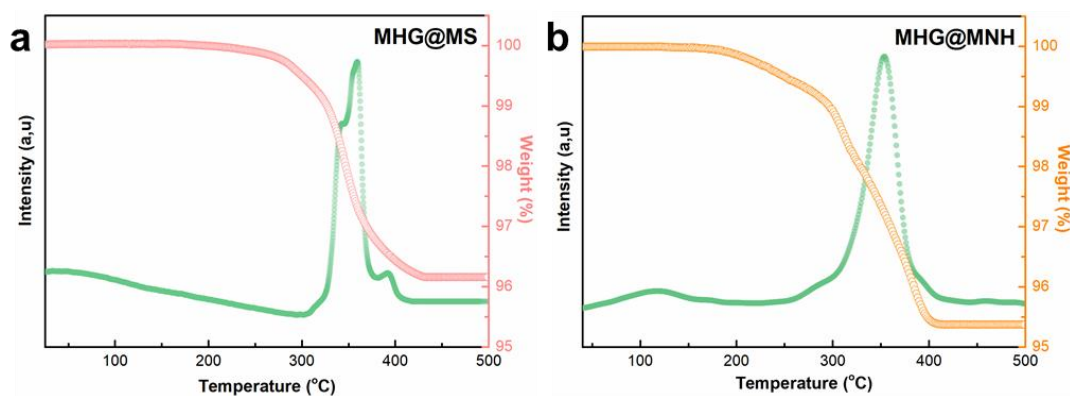 a
MHG@MS
Intensity (a,u)
100
99
98
97
96
95
Weight (%)
100
200
300
400
500
Temperature (°C)
b
MHG@MNH
Intensity (a,u)
100
99
98
97
96
95
Weight (%)
100
200
300
400
500
Temperature (°C)